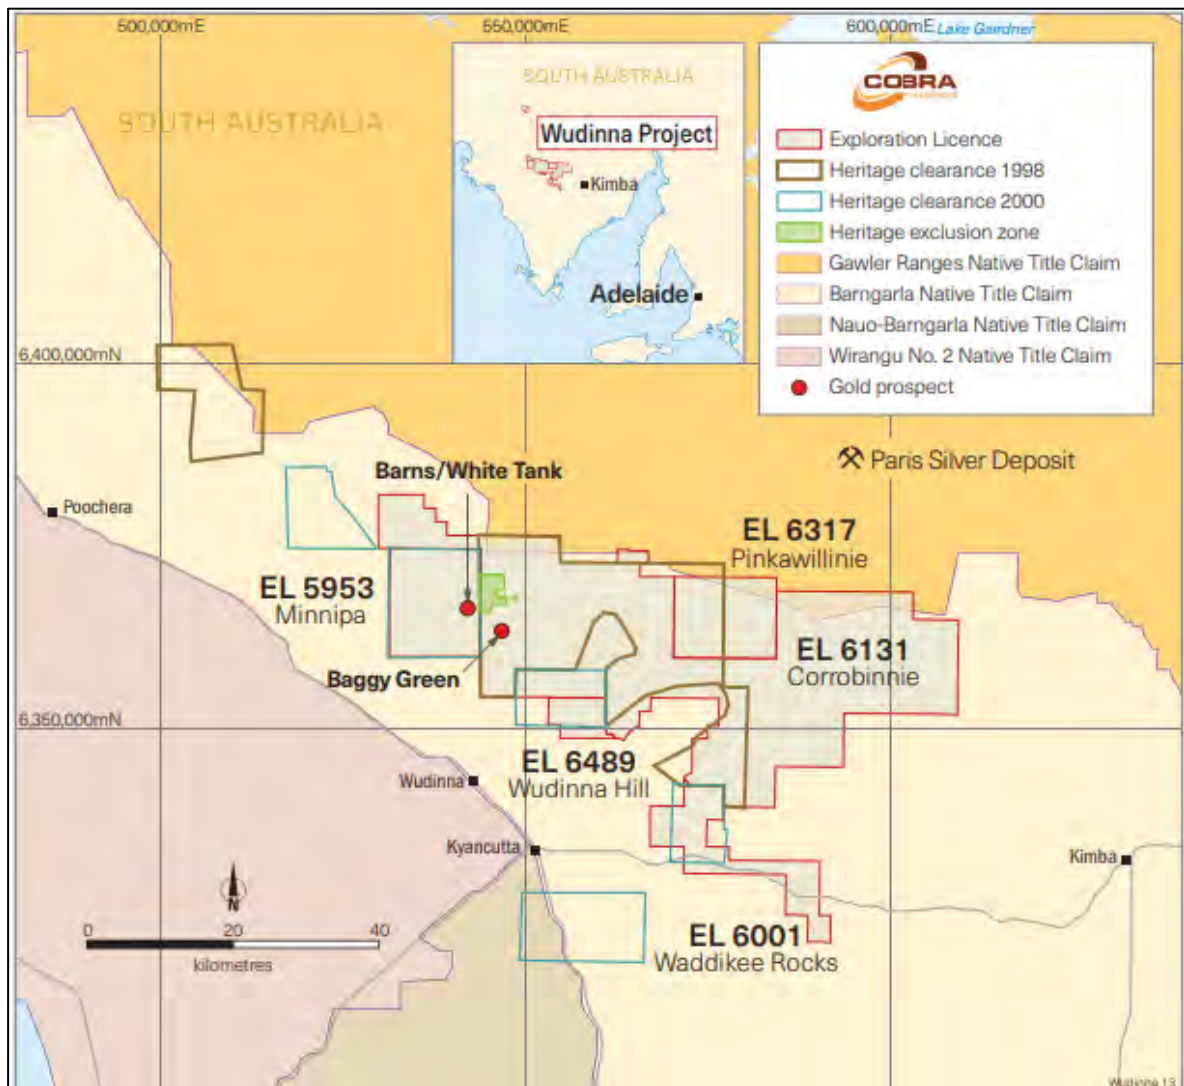 500,000mE
550,000mE
600,000mE
Lake Gairdner
SOUTH AUSTRALIA
SOUTH AUSTRALIA
Wudinna Project
Kimba
Adelaide
COBRA
Exploration Licence
Heritage clearance 1998
Heritage clearance 2000
Heritage exclusion zone
Gawler Ranges Native Title Claim
Barngarla Native Title Claim
Nauo-Barngarla Native Title Claim
Wirangu No. 2 Native Title Claim
Gold prospect
6,400,000mN
Barns/White Tank
Paris Silver Deposit
Poochera
EL 6317
Pinkawillinie
EL 5953
Minnipa
EL 6131
Corrobinnie
Baggy Green
6,350,000mN
EL 6489
Wudinna Hill
Wudinna
Kyancutta
Kimba
N
0 20 40
kilometres
EL 6001
Waddikee Rocks
Wudinna 13